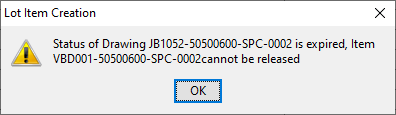 Lot Item Creation
Status of Drawing JB1052-50500600-SPC-0002 is expired, Item
VBD001-50500600-SPC-0002cannot be released
OK